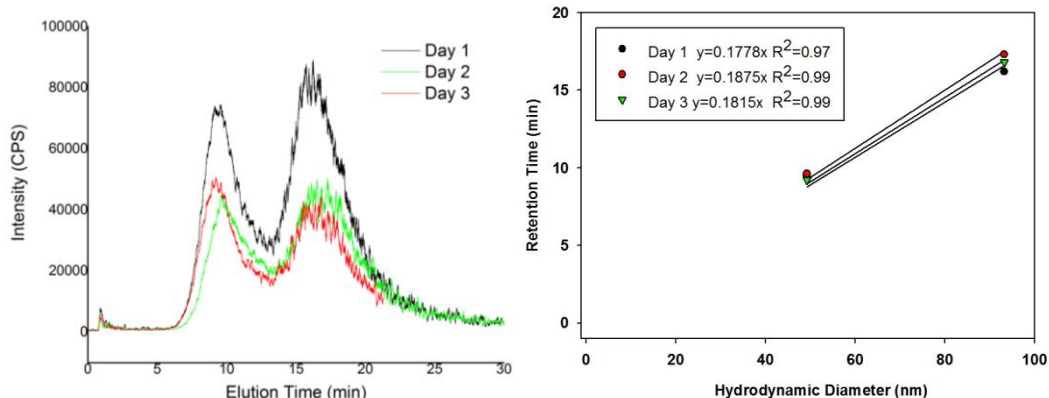 100000
80000
60000
40000
20000
0
Intensity (CPS)
Day 1
Day 2
Day 3
0 5 10 15 20 25 30
Elution Time (min)
20
15
10
5
0
Retention Time (min)
Day 1 y=0.1778x R²=0.97
Day 2 y=0.1875x R²=0.99
Day 3 y=0.1815x R²=0.99
0 20 40 60 80 100
Hydrodynamic Diameter (nm)